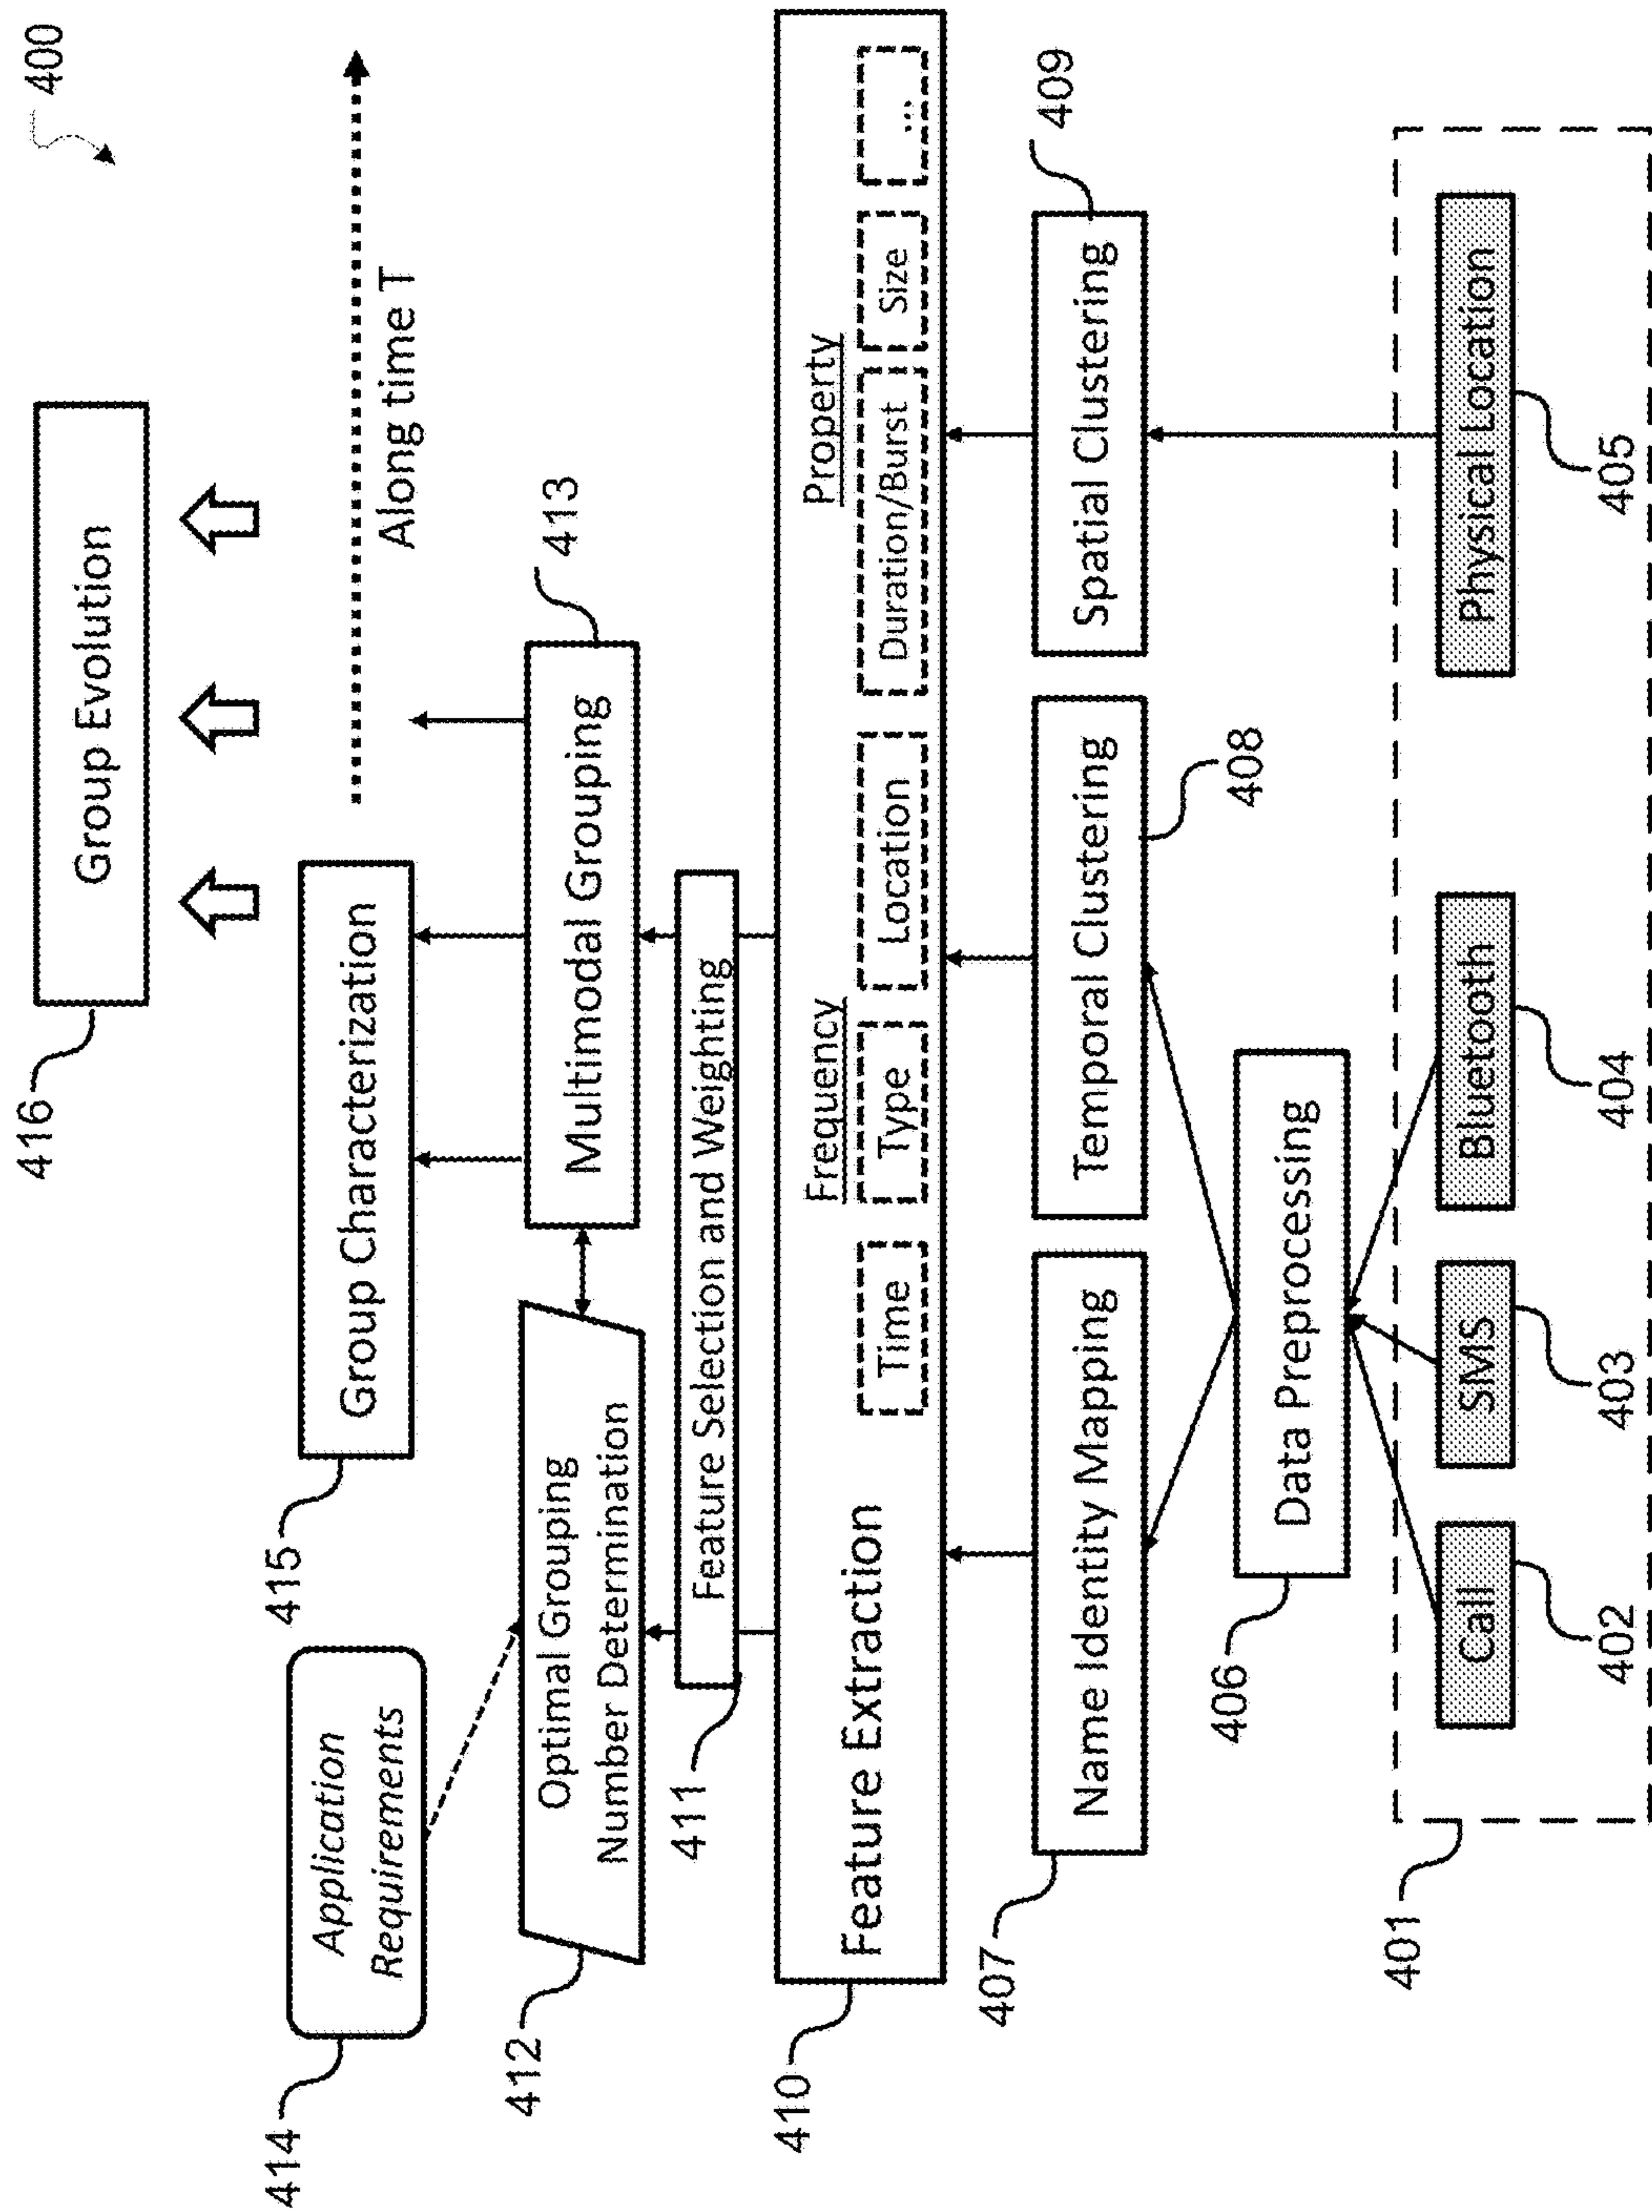 400
416
Group Evolution
Along time T
414
Application
Requirements
415
Group Characterization
412
Optimal Grouping
Number Determination
Multimodal Grouping
413
411
Feature Selection and Weighting
410
Feature Extraction
Frequency
Property
Time
Type
Location
Duration/Burst
Size
...
407
Name Identity Mapping
Temporal Clustering
408
Spatial Clustering
409
406
Data Preprocessing
401
Call
SMS
Bluetooth
Physical Location
402
403
404
405